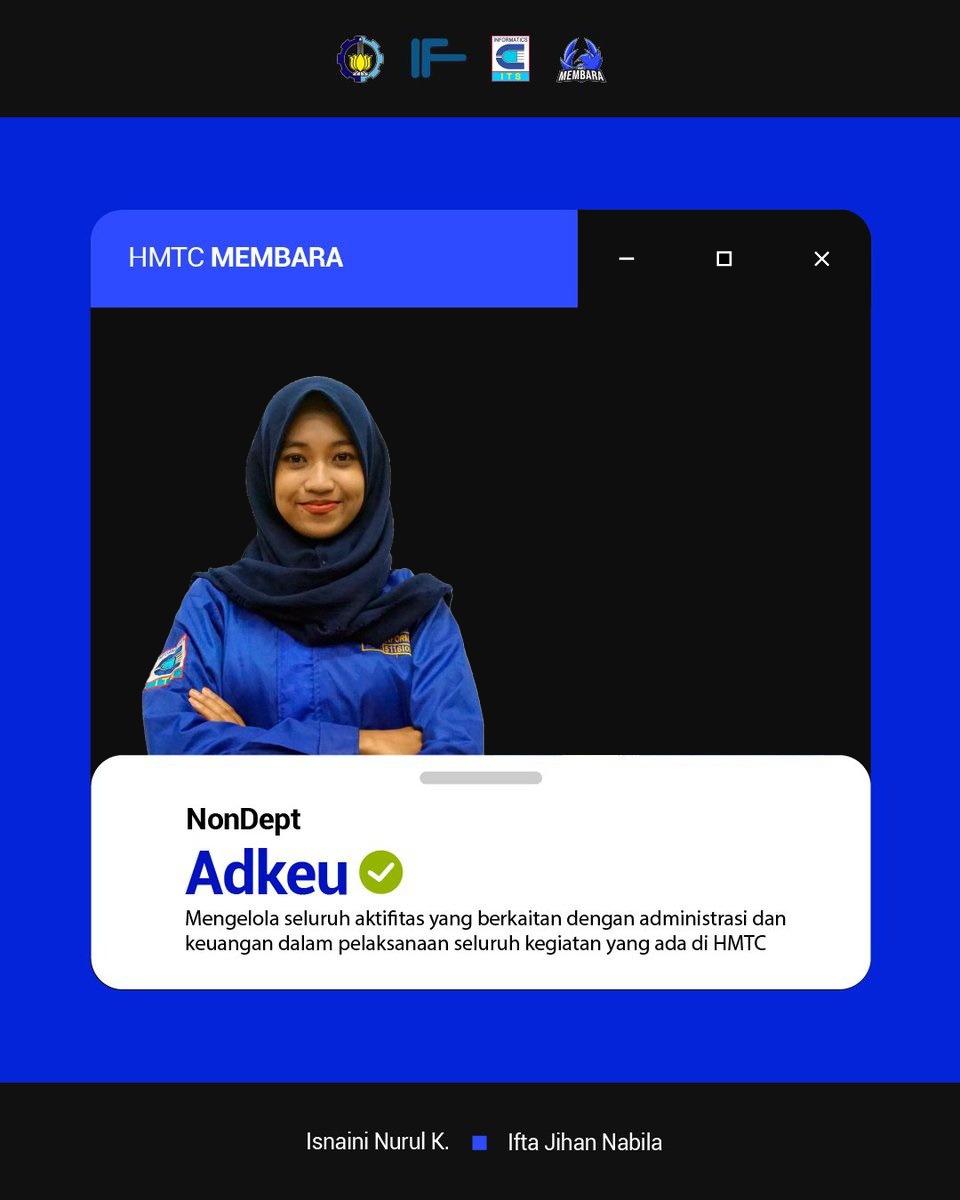 INFORMATICS
ITS
MEMBARA
HMTC MEMBARA
NonDept
Adkeu
Mengelola seluruh aktifitas yang berkaitan dengan administrasi dan
keuangan dalam pelaksanaan seluruh kegiatan yang ada di HMTC
Isnaini Nurul K.
Ifta Jihan Nabila